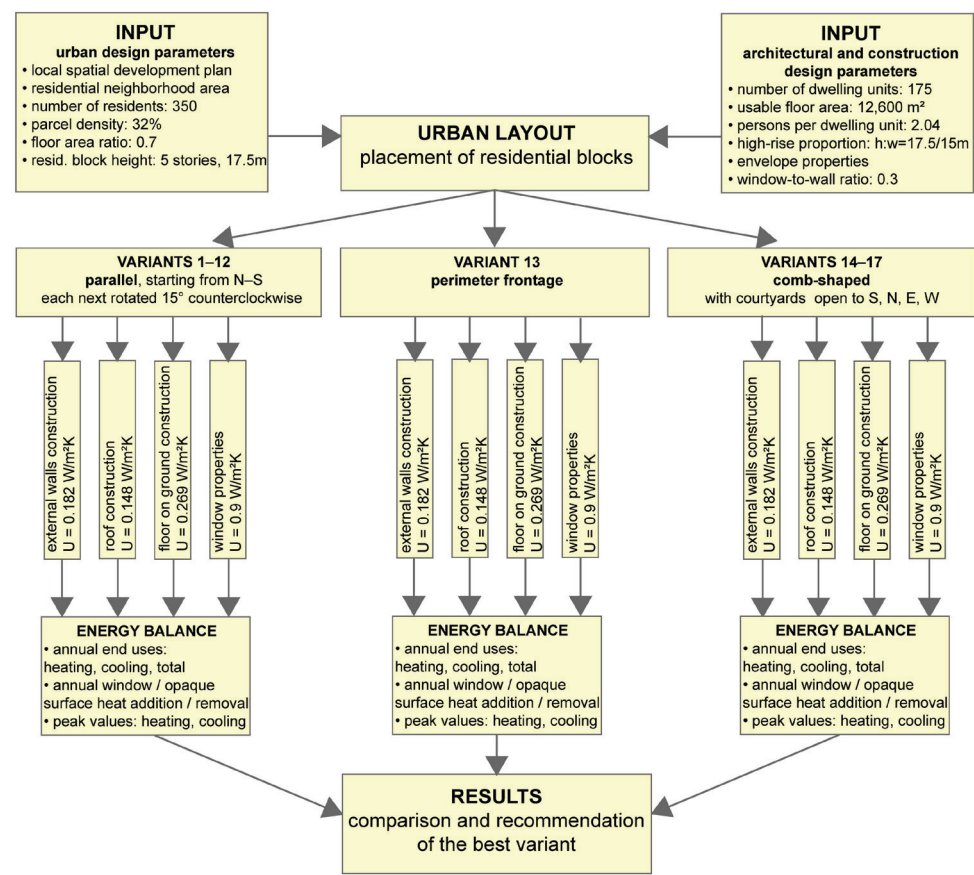 INPUT
urban design parameters
• local spatial development plan
• residential neighborhood area
• number of residents: 350
• parcel density: 32%
• floor area ratio: 0.7
• resid. block height: 5 stories, 17.5m
INPUT
architectural and construction
design parameters
• number of dwelling units: 175
• usable floor area: 12,600 m²
• persons per dwelling unit: 2.04
• high-rise proportion: h:w=17.5/15m
• envelope properties
• window-to-wall ratio: 0.3
URBAN LAYOUT
placement of residential blocks
VARIANTS 1–12
parallel, starting from N–S
each next rotated 15° counterclockwise
VARIANT 13
perimeter frontage
VARIANTS 14–17
comb-shaped
with courtyards open to S, N, E, W
external walls construction
U = 0.182 W/m²K
roof construction
U = 0.148 W/m²K
floor on ground construction
U = 0.269 W/m²K
window properties
U = 0.9 W/m²K
external walls construction
U = 0.182 W/m²K
roof construction
U = 0.148 W/m²K
floor on ground construction
U = 0.269 W/m²K
window properties
U = 0.9 W/m²K
external walls construction
U = 0.182 W/m²K
roof construction
U = 0.148 W/m²K
floor on ground construction
U = 0.269 W/m²K
window properties
U = 0.9 W/m²K
ENERGY BALANCE
• annual end uses:
heating, cooling, total
• annual window / opaque
surface heat addition / removal
• peak values: heating, cooling
ENERGY BALANCE
• annual end uses:
heating, cooling, total
• annual window / opaque
surface heat addition / removal
• peak values: heating, cooling
ENERGY BALANCE
• annual end uses:
heating, cooling, total
• annual window / opaque
surface heat addition / removal
• peak values: heating, cooling
RESULTS
comparison and recommendation
of the best variant